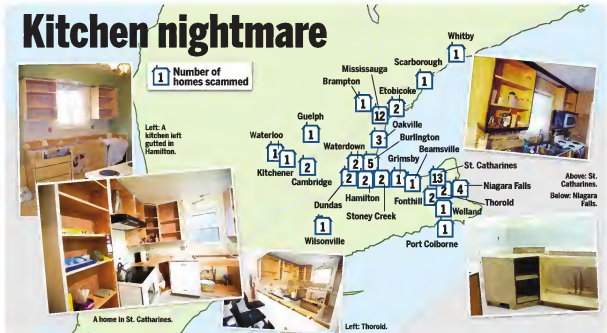 Kitchen nightmare
1 Number of
homes scammed
Whitby
1
Scarborough
1
Mississauga
12
Etobicoke
2
Brampton
1
Oakville
3
Guelph
1
Burlington
5
Waterloo
1
Waterdown
2
Beamsville
1
Grimsby
1
Kitchener
1
Cambridge
2
St. Catharines
13
Niagara Falls
4
Thorold
2
Dundas
2
Hamilton
2
Stoney Creek
2
Fonthill
2
Welland
1
Wilsonville
1
Port Colborne
1
Left: A
kitchen left
gutted in
Hamilton.
Above: St.
Catharines.
Below: Niagara
Falls.
A home in St. Catharines.
Left: Thorold.